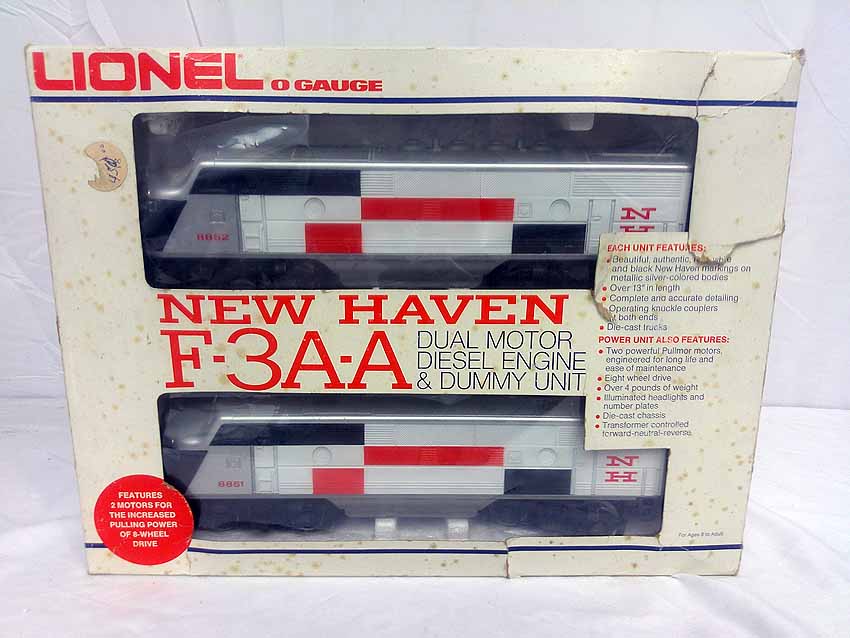 LIONEL O GAUGE
8852
NH
EACH UNIT FEATURES:
• Beautiful, authentic, white
and black New Haven markings on
metallic silver-colored bodies
• Over 13" in length
• Complete and accurate detailing
Operating knuckle couplers
at both ends
• Die-cast trucks
POWER UNIT ALSO FEATURES:
• Two powerful Pullmor motors,
engineered for long life and
ease of maintenance
• Eight wheel drive
• Over 4 pounds of weight
• Illuminated headlights and
number plates
• Die-cast chassis
• Transformer controlled
forward-neutral-reverse
NEW HAVEN
F-3A-A
DUAL MOTOR
DIESEL ENGINE
& DUMMY UNIT
8851
NH
FEATURES
2 MOTORS FOR
THE INCREASED
PULLING POWER
OF 8-WHEEL
DRIVE
For Ages 8 to Adult